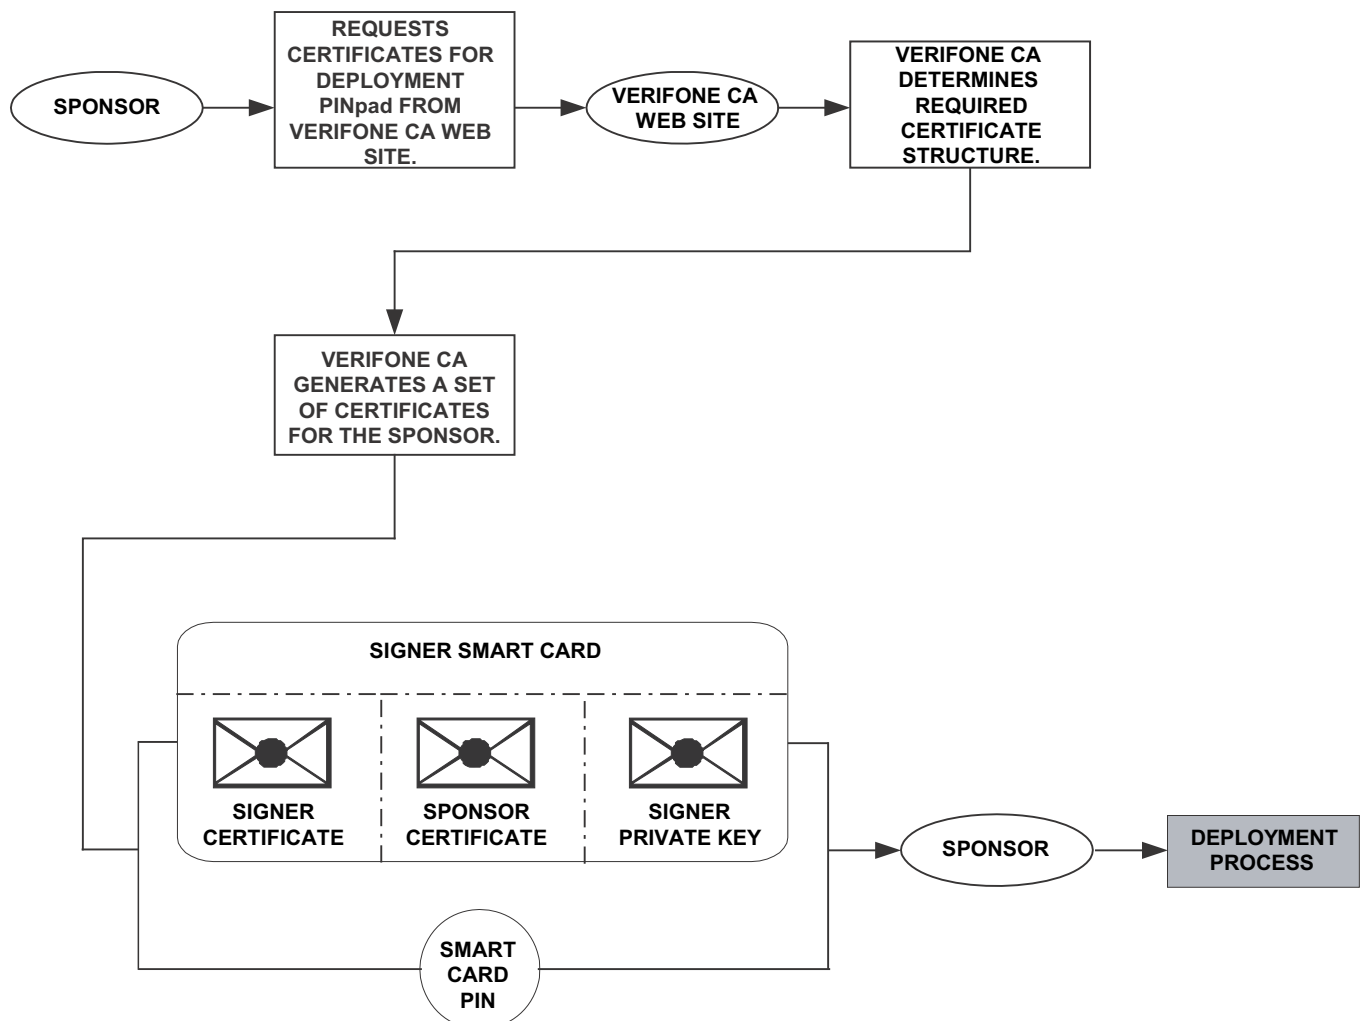 SPONSOR
REQUESTS
CERTIFICATES FOR
DEPLOYMENT
PINpad FROM
VERIFONE CA WEB
SITE.
VERIFONE CA
WEB SITE
VERIFONE CA
DETERMINES
REQUIRED
CERTIFICATE
STRUCTURE.
VERIFONE CA
GENERATES A SET
OF CERTIFICATES
FOR THE SPONSOR.
SIGNER SMART CARD
SIGNER
CERTIFICATE
SPONSOR
CERTIFICATE
SIGNER
PRIVATE KEY
SMART
CARD
PIN
SPONSOR
DEPLOYMENT
PROCESS